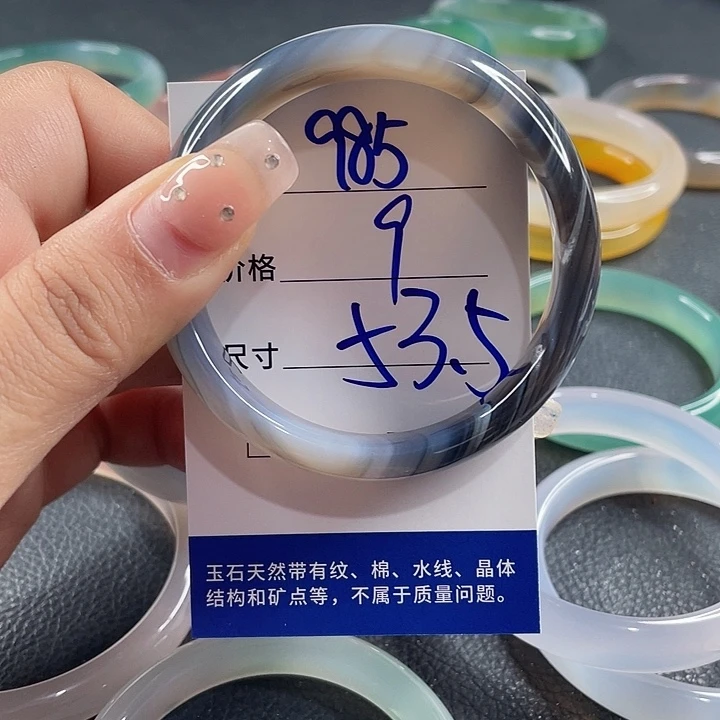 985
价格 9
尺寸 53.5
玉石天然带有纹、棉、水线、晶体
结构和矿点等，不属于质量问题。